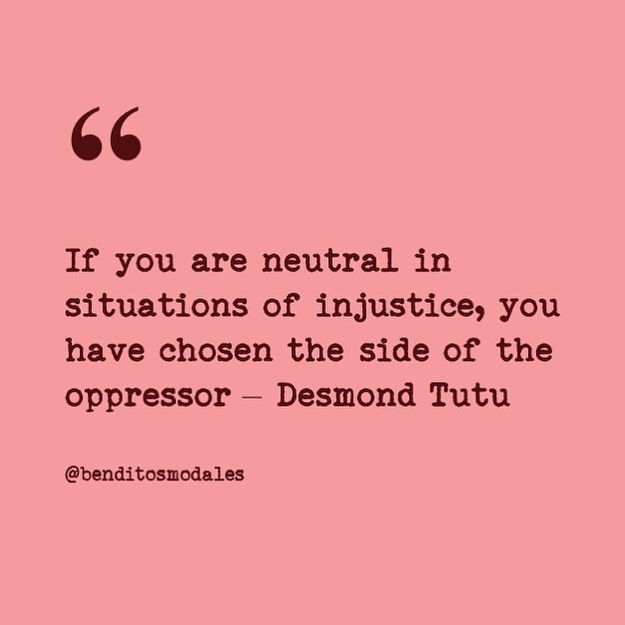 “
If you are neutral in
situations of injustice, you
have chosen the side of the
oppressor – Desmond Tutu
@benditosmodales